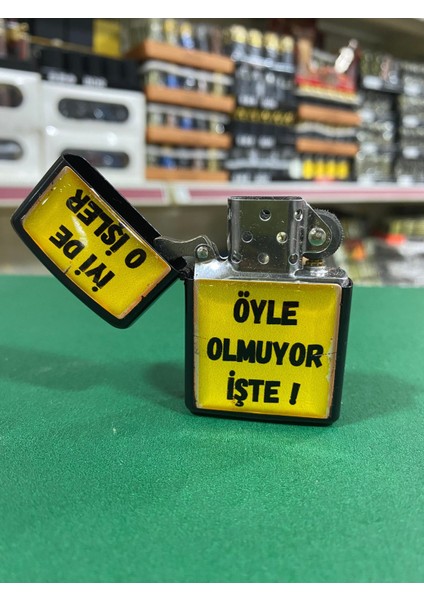 İYİ DE
O İŞLER
ÖYLE
OLMUYOR
İŞTE !